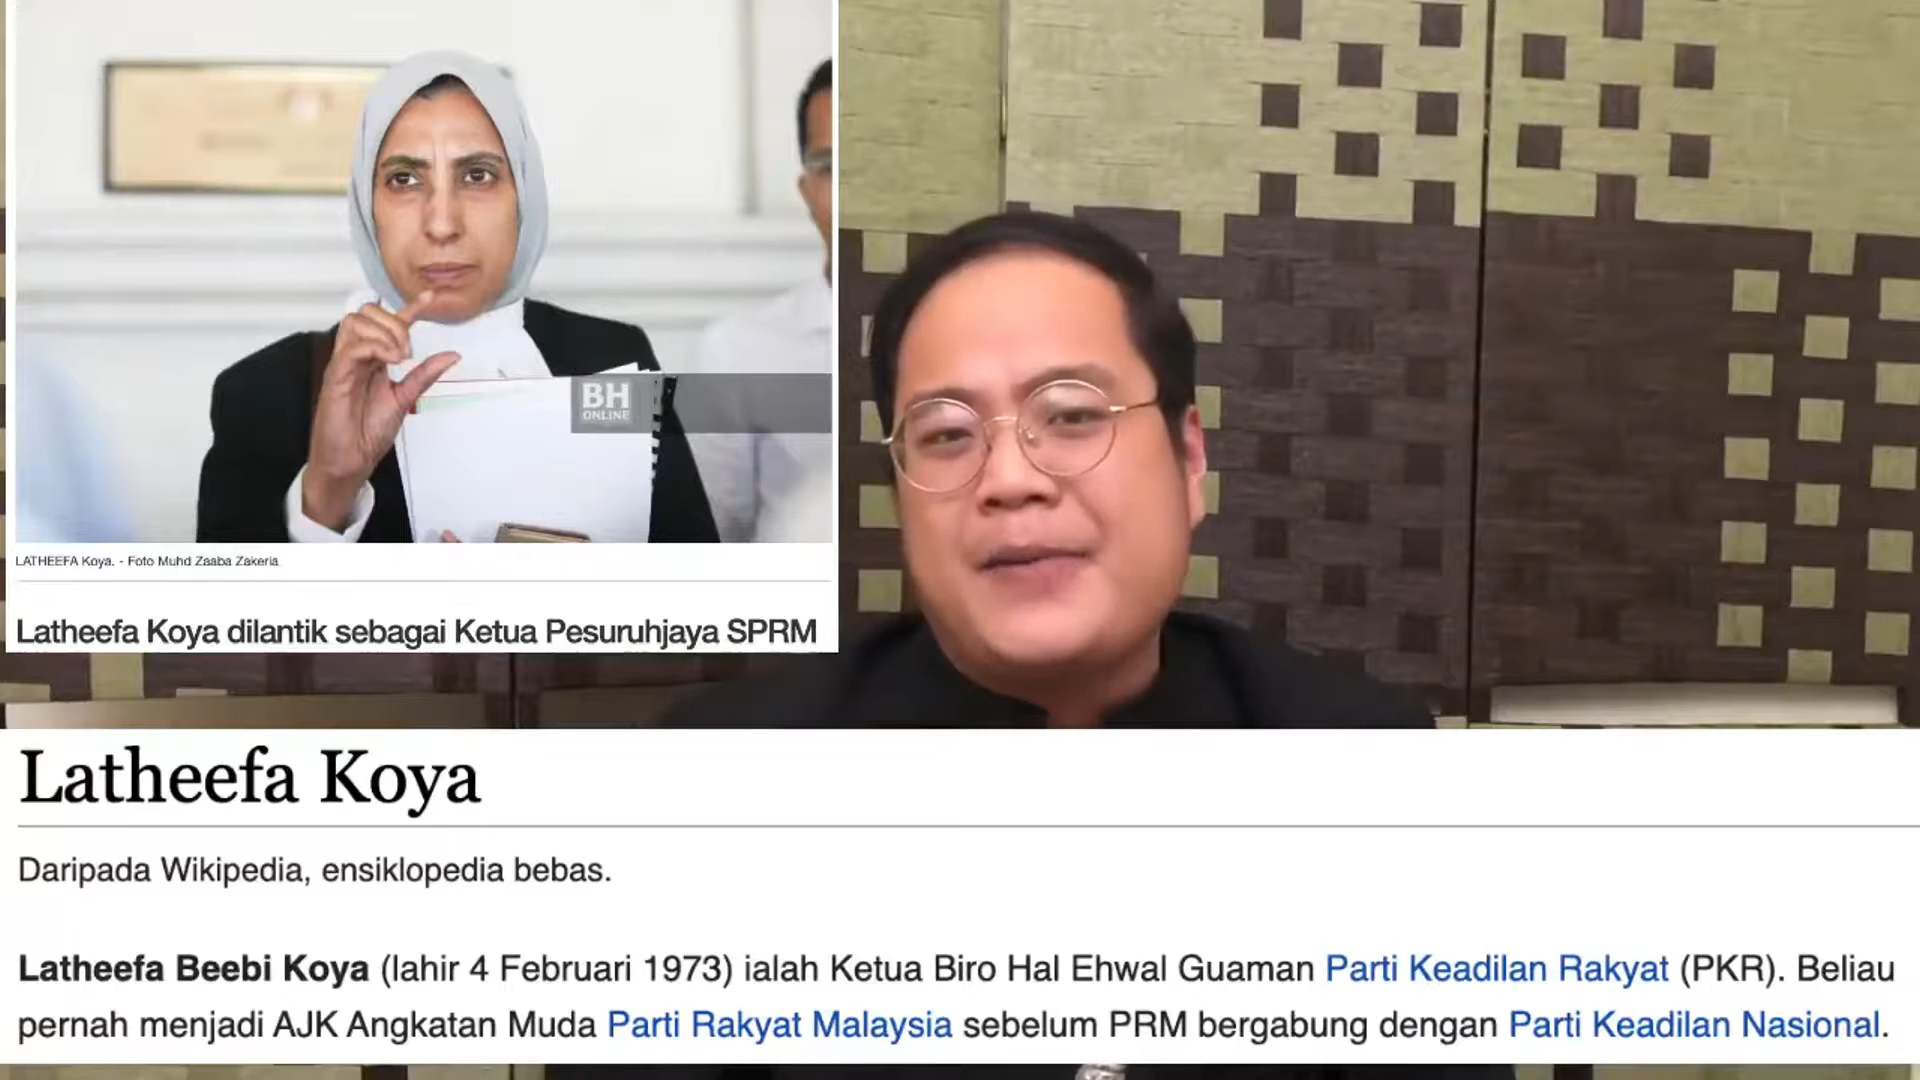 BH
ONLINE
LATHEEFA Koya. - Foto Muhd Zaaba Zakeria
Latheefa Koya dilantik sebagai Ketua Pesuruhjaya SPRM
Latheefa Koya
Daripada Wikipedia, ensiklopedia bebas.
Latheefa Beebi Koya (lahir 4 Februari 1973) ialah Ketua Biro Hal Ehwal Guaman Parti Keadilan Rakyat (PKR). Beliau
pernah menjadi AJK Angkatan Muda Parti Rakyat Malaysia sebelum PRM bergabung dengan Parti Keadilan Nasional.